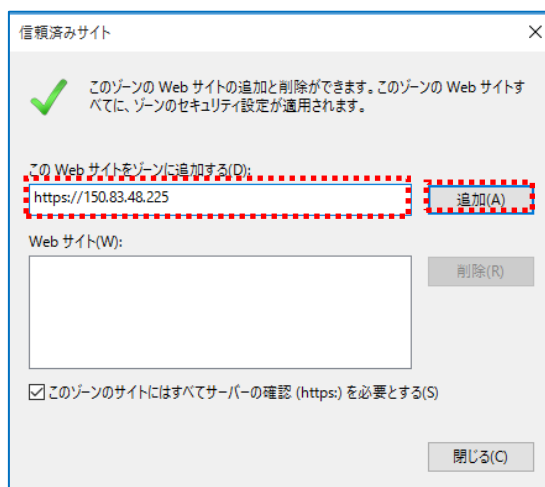 信頼済みサイト
このゾーンの Web サイトの追加と削除ができます。このゾーンの Web サイトす
べてに、ゾーンのセキュリティ設定が適用されます。
この Web サイトをゾーンに追加する(D):
https://150.83.48.225
追加(A)
Web サイト(W):
削除(R)
このゾーンのサイトにはすべてサーバーの確認 (https:) を必要とする(S)
閉じる(C)